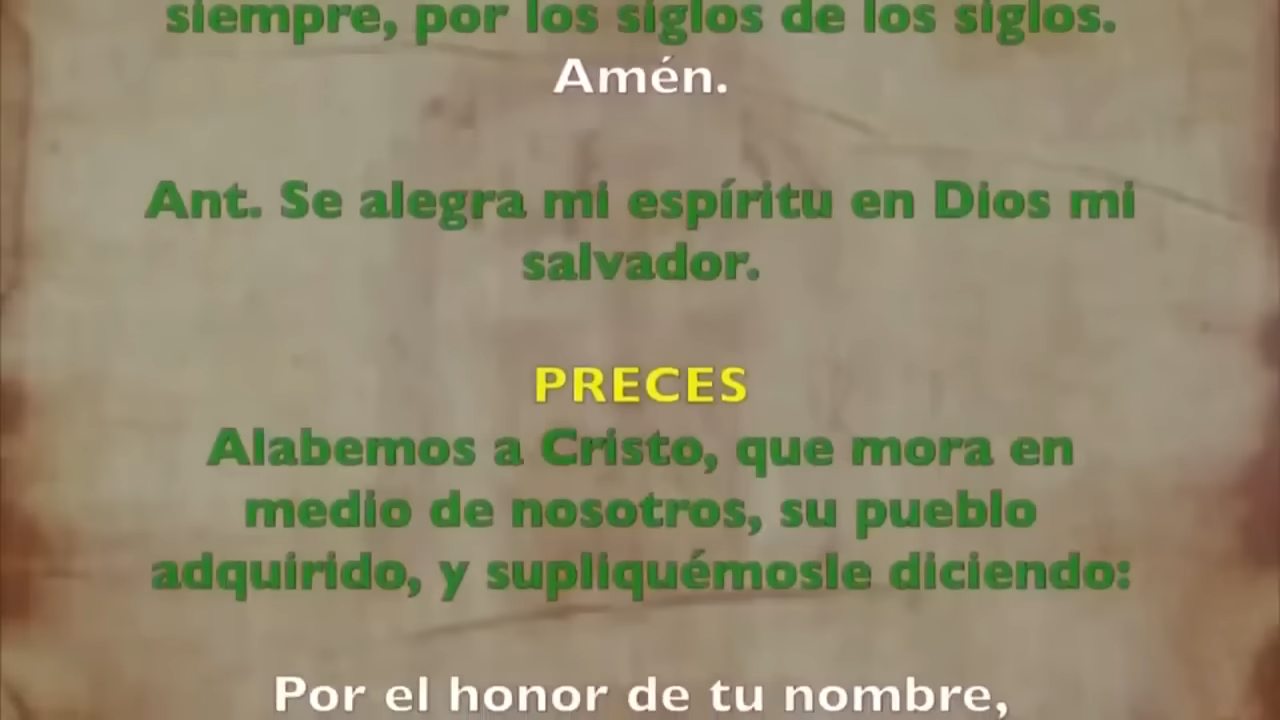 siempre, por los siglos de los siglos.
Amén.
Ant. Se alegra mi espíritu en Dios mi
salvador.
PRECES
Alabemos a Cristo, que mora en
medio de nosotros, su pueblo
adquirido, y supliquémosle diciendo:
Por el honor de tu nombre,